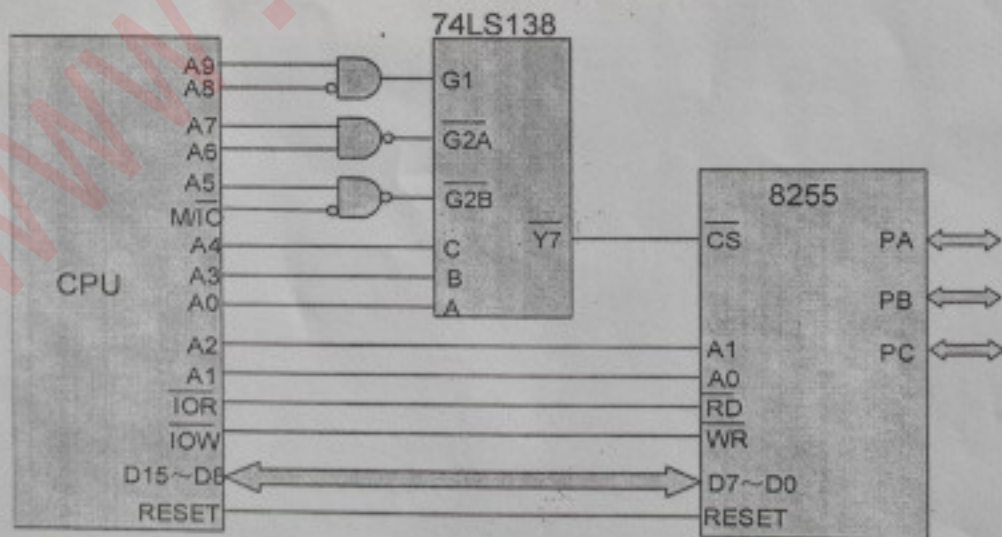 74LS138
A9
A8
A7
A6
A5
M/IO
A4
A3
A0
A2
A1
IOR
IOW
D15~D8
RESET
CPU
G1
G2A
G2B
C
B
A
Y7
8255
CS
A1
A0
RD
WR
D7~D0
RESET
PA
PB
PC